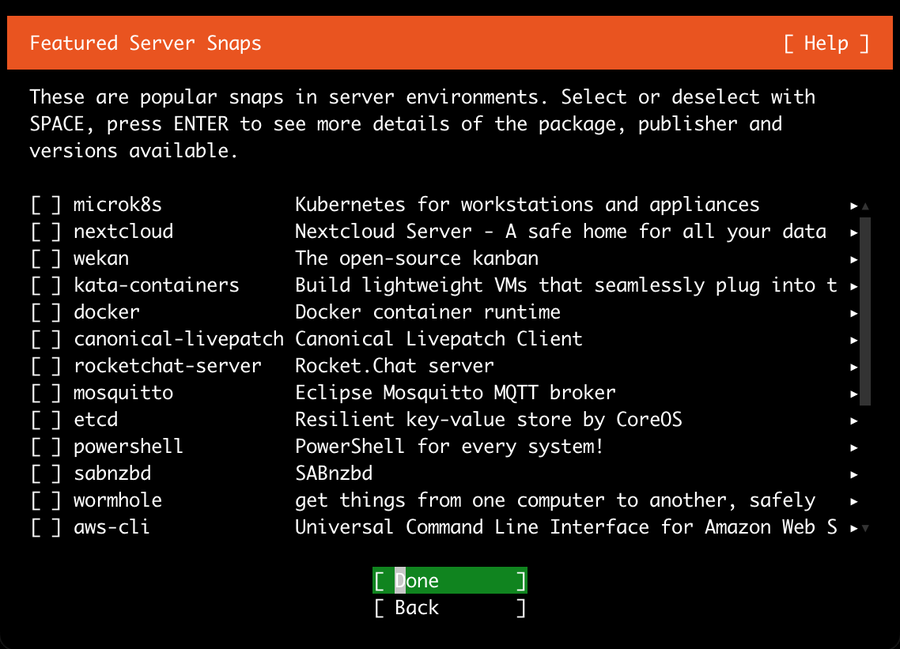 Featured Server Snaps [ Help ]
These are popular snaps in server environments. Select or deselect with
SPACE, press ENTER to see more details of the package, publisher and
versions available.
[ ] microk8s Kubernetes for workstations and appliances ▸
[ ] nextcloud Nextcloud Server - A safe home for all your data ▸
[ ] wekan The open-source kanban ▸
[ ] kata-containers Build lightweight VMs that seamlessly plug into t ▸
[ ] docker Docker container runtime ▸
[ ] canonical-livepatch Canonical Livepatch Client ▸
[ ] rocketchat-server Rocket.Chat server ▸
[ ] mosquitto Eclipse Mosquitto MQTT broker ▸
[ ] etcd Resilient key-value store by CoreOS ▸
[ ] powershell PowerShell for every system! ▸
[ ] sabnzbd SABnzbd ▸
[ ] wormhole get things from one computer to another, safely ▸
[ ] aws-cli Universal Command Line Interface for Amazon Web S ▸
[ Done ]
[ Back ]